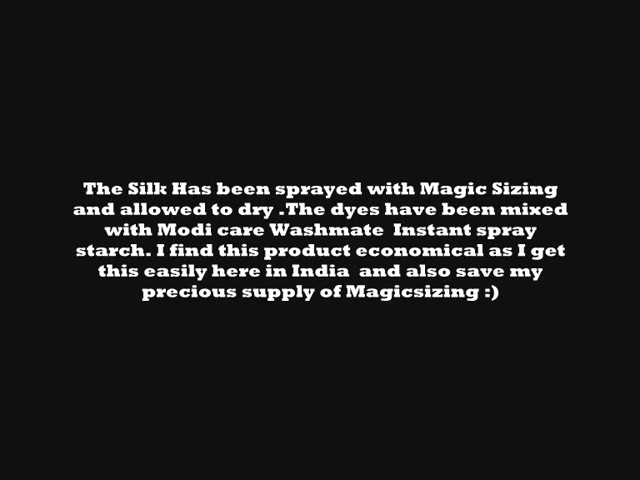 The Silk Has been sprayed with Magic Sizing
and allowed to dry .The dyes have been mixed
with Modi care Washmate  Instant spray
starch. I find this product economical as I get
this easily here in India  and also save my
precious supply of Magicsizing :)